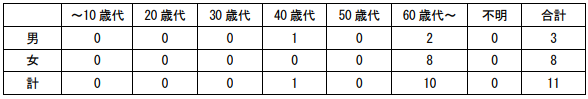 ～10歳代 20歳代 30歳代 40歳代 50歳代 60歳代～ 不明 合計
男 0 0 0 1 0 2 0 3
女 0 0 0 0 0 8 0 8
計 0 0 0 1 0 10 0 11